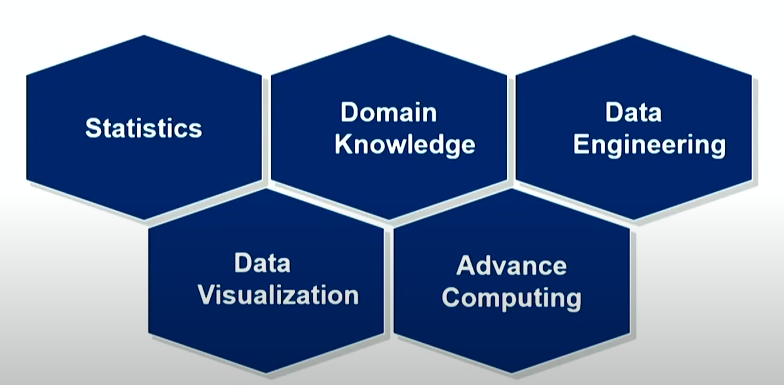 Statistics
Domain
Knowledge
Data
Engineering
Data
Visualization
Advance
Computing